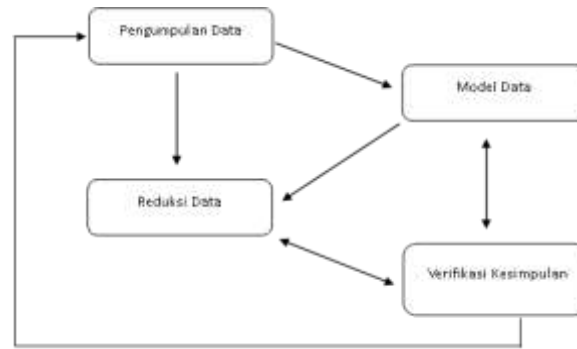 Pengumpulan Data
Model Data
Reduksi Data
Verifikasi Kesimpulan